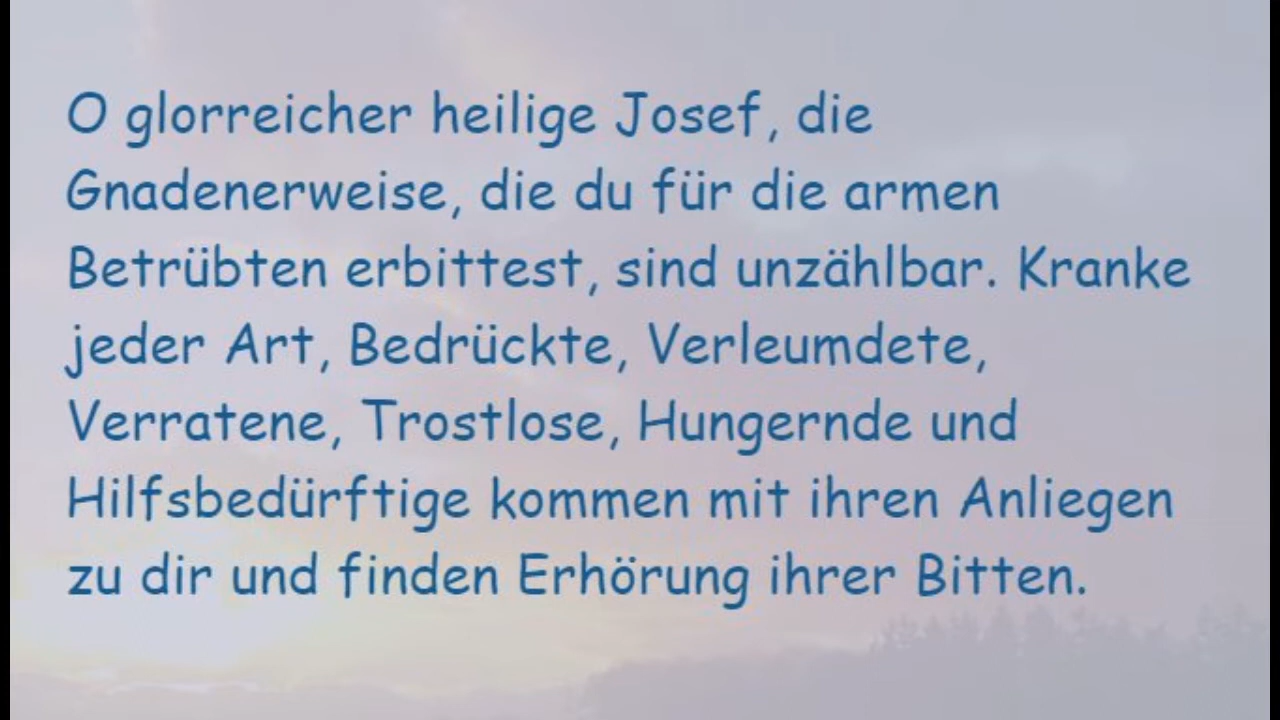 O glorreicher heilige Josef, die
Gnadenerweise, die du für die armen
Betrübten erbittest, sind unzählbar. Kranke
jeder Art, Bedrückte, Verleumdete,
Verratene, Trostlose, Hungernde und
Hilfsbedürftige kommen mit ihren Anliegen
zu dir und finden Erhörung ihrer Bitten.